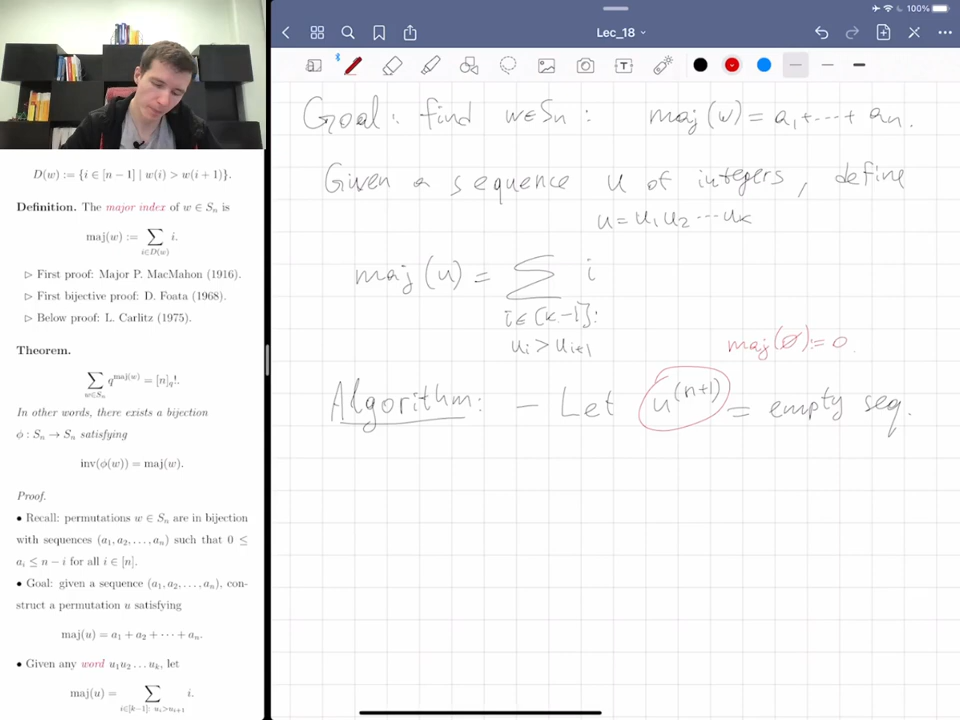 100%
Lec_18
D(w) := {i ∈ [n − 1] | w(i) > w(i + 1)}.
Definition. The major index of w ∈ Sₙ is
maj(w) := ∑ i.
i∈D(w)
▷ First proof: Major P. MacMahon (1916).
▷ First bijective proof: D. Foata (1968).
▷ Below proof: L. Carlitz (1975).
Theorem.
∑ q^maj(w) = [n]_q!.
w∈Sₙ
In other words, there exists a bijection
ϕ : Sₙ → Sₙ satisfying
inv(ϕ(w)) = maj(w).
Proof.
• Recall: permutations w ∈ Sₙ are in bijection
with sequences (a₁, a₂, . . . , aₙ) such that 0 ≤
aᵢ ≤ n − i for all i ∈ [n].
• Goal: given a sequence (a₁, a₂, . . . , aₙ), con-
struct a permutation u satisfying
maj(u) = a₁ + a₂ + · · · + aₙ.
• Given any word u₁u₂ . . . uₖ, let
maj(u) = ∑ i.
i∈[k−1]: uᵢ>uᵢ₊₁
Goal: find w∈Sₙ : maj(w) = a₁+----+ aₙ.
Given a sequence u of integers, define
u = u₁u₂ ··· uₖ
maj(u) = ∑ i
i∈[k−1]:
uᵢ > uᵢ₊₁
maj(∅) := 0.
Algorithm: – Let u⁽ⁿ⁺¹⁾ = empty seq.